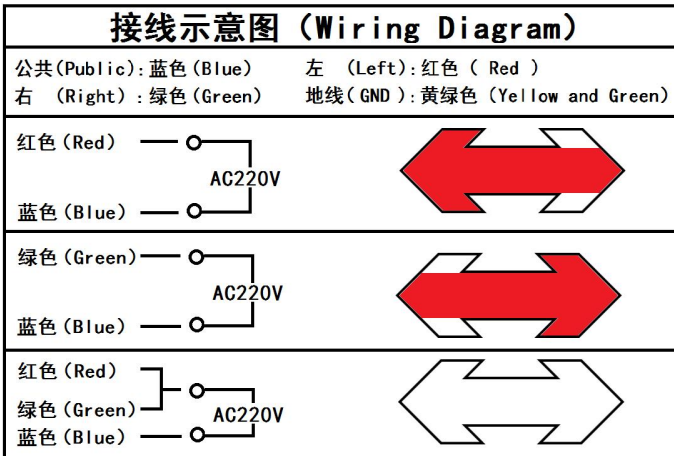 接线示意图（Wiring Diagram）
公共(Public)：蓝色(Blue) 左 (Left)：红色( Red )
右 (Right)：绿色(Green) 地线( GND )：黄绿色(Yellow and Green)
红色(Red)
AC220V
蓝色(Blue)
绿色(Green)
AC220V
蓝色(Blue)
红色(Red)
绿色(Green)
AC220V
蓝色(Blue)